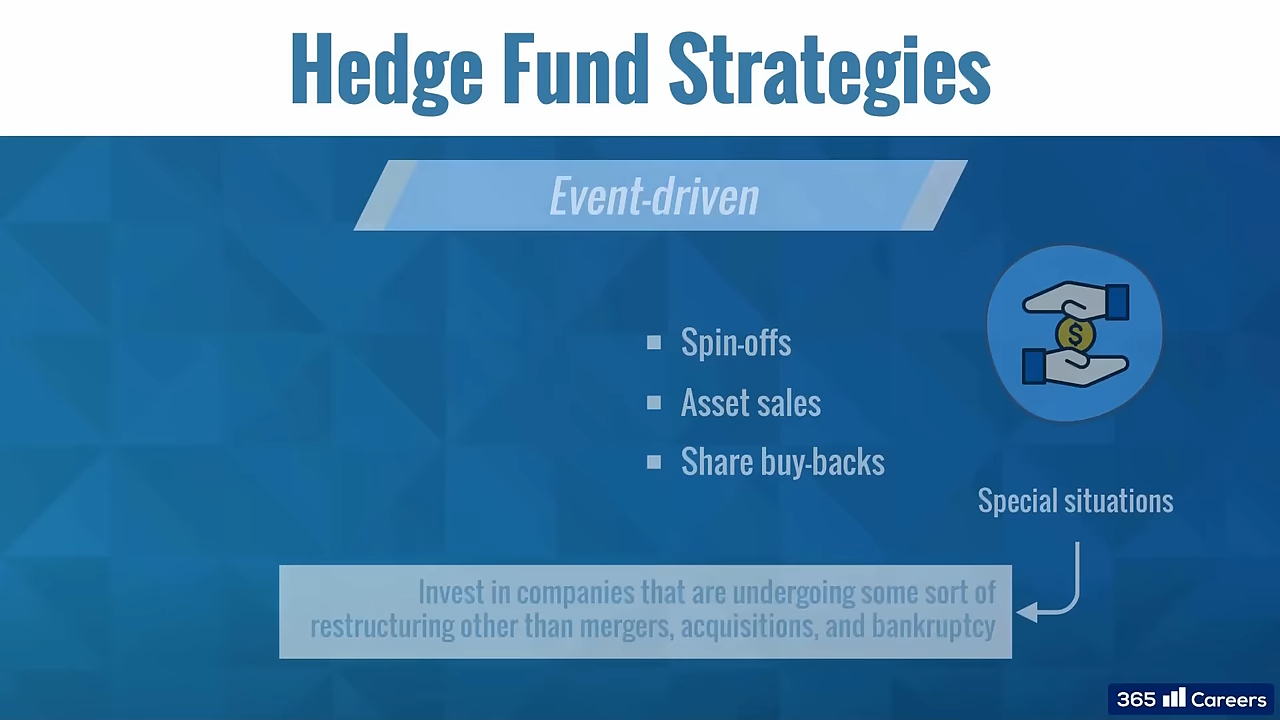 Hedge Fund Strategies
Event-driven
Spin-offs
Asset sales
Share buy-backs
$
Special situations
Invest in companies that are undergoing some sort of
restructuring other than mergers, acquisitions, and bankruptcy
365 Careers